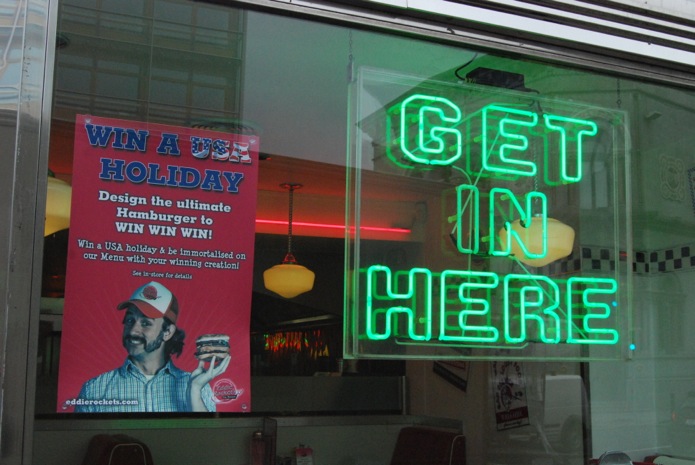 WIN A USA
HOLIDAY
Design the ultimate
Hamburger to
WIN WIN WIN!
Win a USA holiday & be immortalised on
our Menu with your winning creation!
See in-store for details
eddierockets.com
GET
IN
HERE